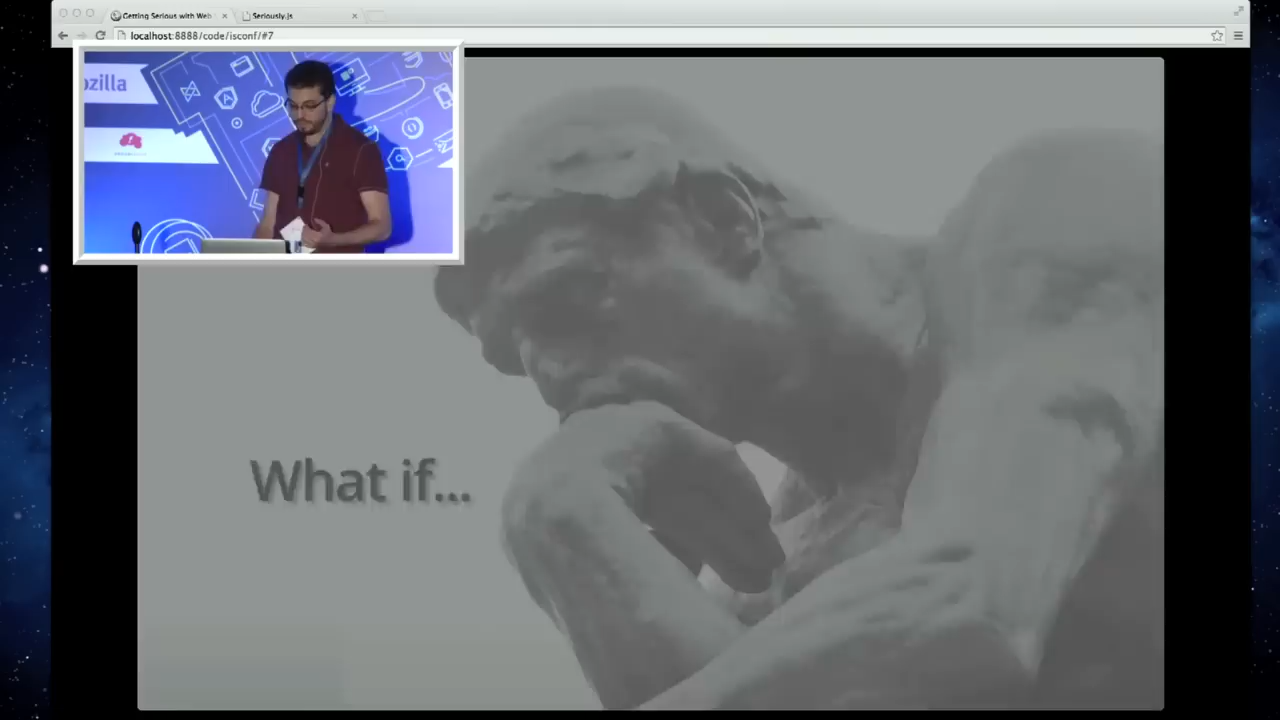 Getting Serious with Web
Seriously.js
localhost:8888/code/jsconf/#7
ozilla
What if...